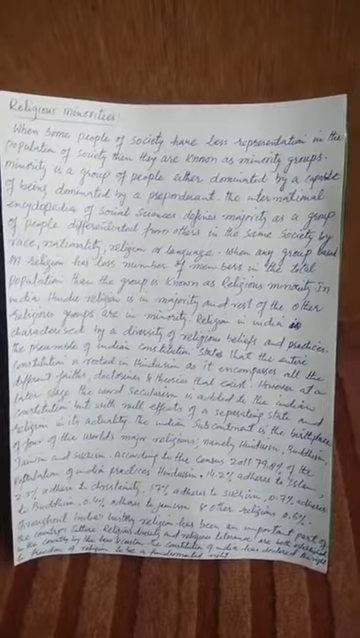 Religious minorities:
When some people of society have less representation in the
population of society then they are known as minority groups.
minority is a group of people either dominated by a capable
of being dominated by a prepondrant. the international
encyclopedia of social sciences defines majority as a group
of people differentiated from others in the same society by
race, nationality, religion or language. When any group based
on religion has less number of members in the total
population then the group is known as Religious minority. In
india Hindu religion is in majority and rest of the other
religious groups are in minority. Religion in india is
characterised by a diversity of religious beliefs and practices.
the preamble of indian constitution states that the entire
constitution is rooted in Hinduism as it encompasses all the
different faiths, doctrines & theories that exist. However at a
later stage the word secularism is added to the indian
constitution but with null effects of a separating state and
religion in its actuality. the indian Subcontinent is the birthplace
of four of the worlds major religions; namely Hinduism, Buddhism,
Jainism and sikhism. According to the census 2011 79.8% of the
population of india practices Hinduism, 14.2% adheres to Islam,
2.3% adhere to christianity, 1.7% adheres to sikhism, 0.7% adheres
to Buddhism, 0.4% adhere to jainism & other religions 0.6%.
throughout india's history religion has been an important part of
the country's culture. Religious diversity and religious tolerance are both established
in the country by the law the constitution of india has declared the right
to freedom of religion to be a fundamental right